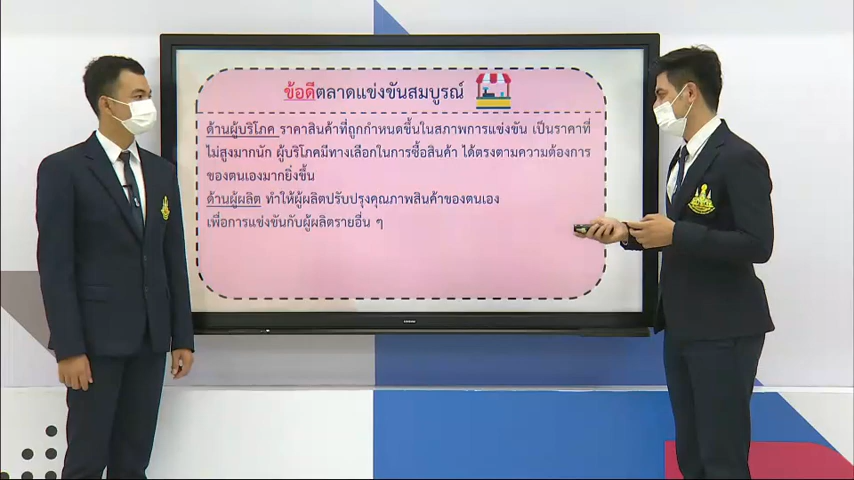 ข้อดีตลาดแข่งขันสมบูรณ์
ด้านผู้บริโภค ราคาสินค้าที่ถูกกำหนดขึ้นในสภาพการแข่งขัน เป็นราคาที่
ไม่สูงมากนัก ผู้บริโภคมีทางเลือกในการซื้อสินค้า ได้ตรงตามความต้องการ
ของตนเองมากยิ่งขึ้น
ด้านผู้ผลิต ทำให้ผู้ผลิตปรับปรุงคุณภาพสินค้าของตนเอง
เพื่อการแข่งขันกับผู้ผลิตรายอื่น ๆ